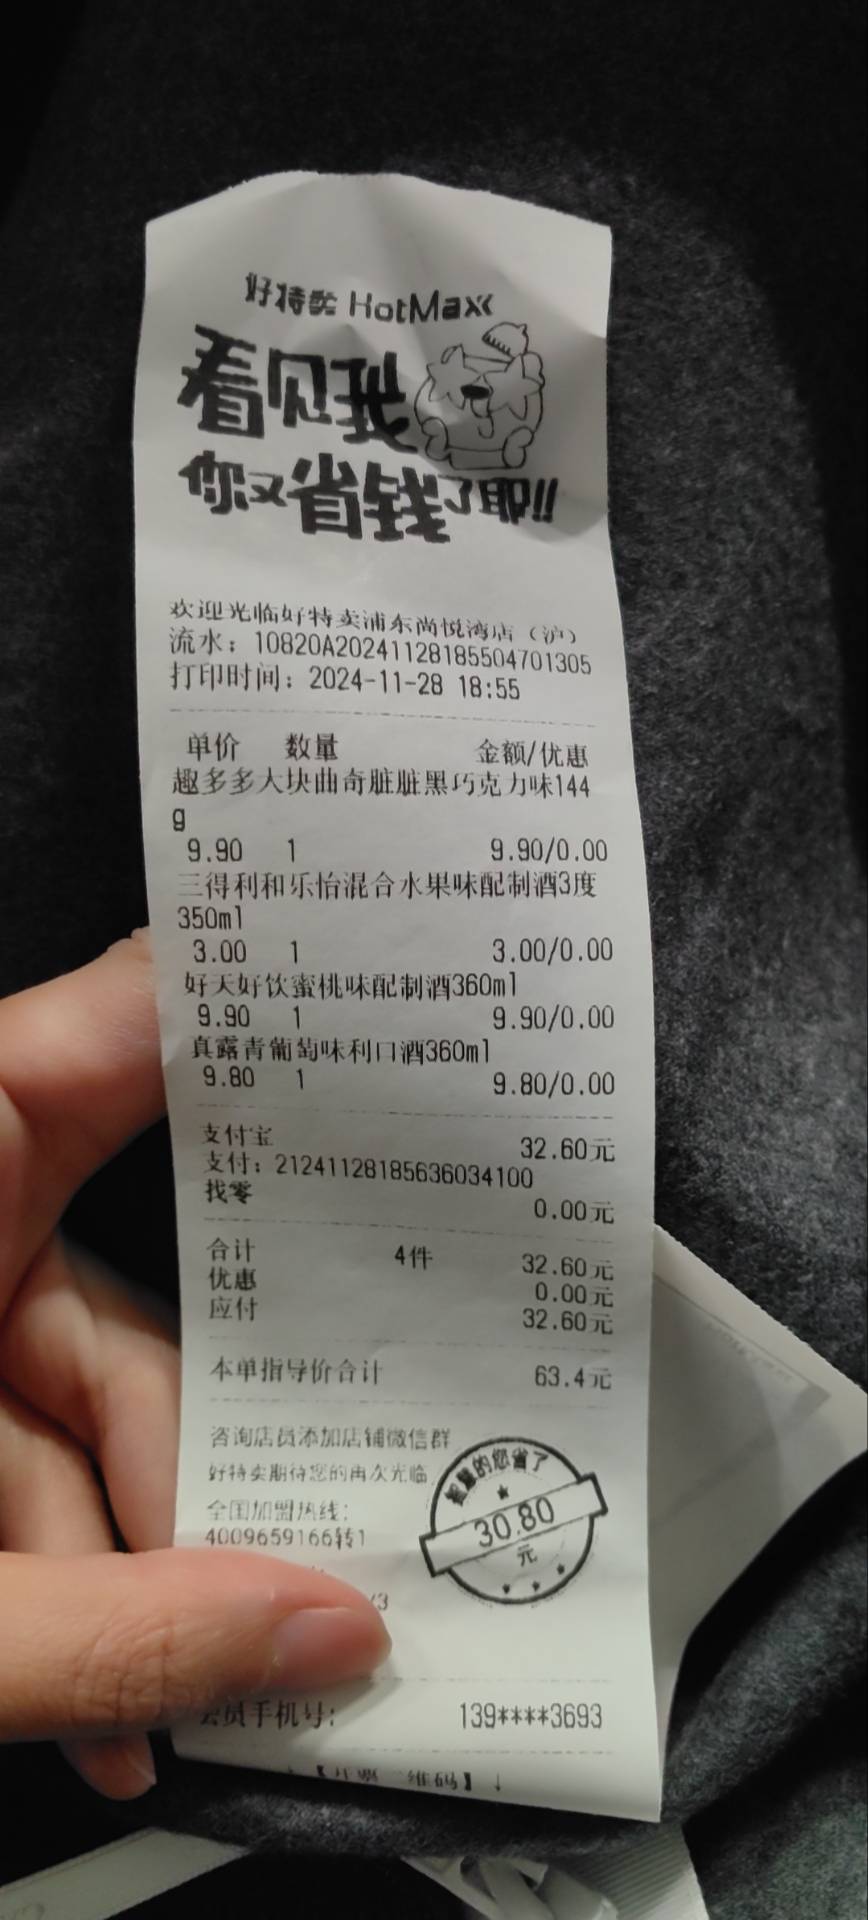 好特卖 HotMaxx
看见我
你又省钱了耶!!
欢迎光临好特卖浦东尚悦湾店（沪）
流水：10820A20241128185504701305
打印时间：2024-11-28 18:55
单价 数量 金额/优惠
趣多多大块曲奇脏脏黑巧克力味144
g
9.90 1 9.90/0.00
三得利和乐怡混合水果味配制酒3度
350ml
3.00 1 3.00/0.00
好天好饮蜜桃味配制酒360ml
9.90 1 9.90/0.00
真露青葡萄味利口酒360ml
9.80 1 9.80/0.00
支付宝 32.60元
支付：21241128185636034100
找零 0.00元
合计 4件 32.60元
优惠 0.00元
应付 32.60元
本单指导价合计 63.4元
咨询店员添加店铺微信群
好特卖期待您的再次光临
全国加盟热线:
4009659166转1
智慧的您省了
30.80
元
/3
会员手机号: 139****3693
↓【开票二维码】↓